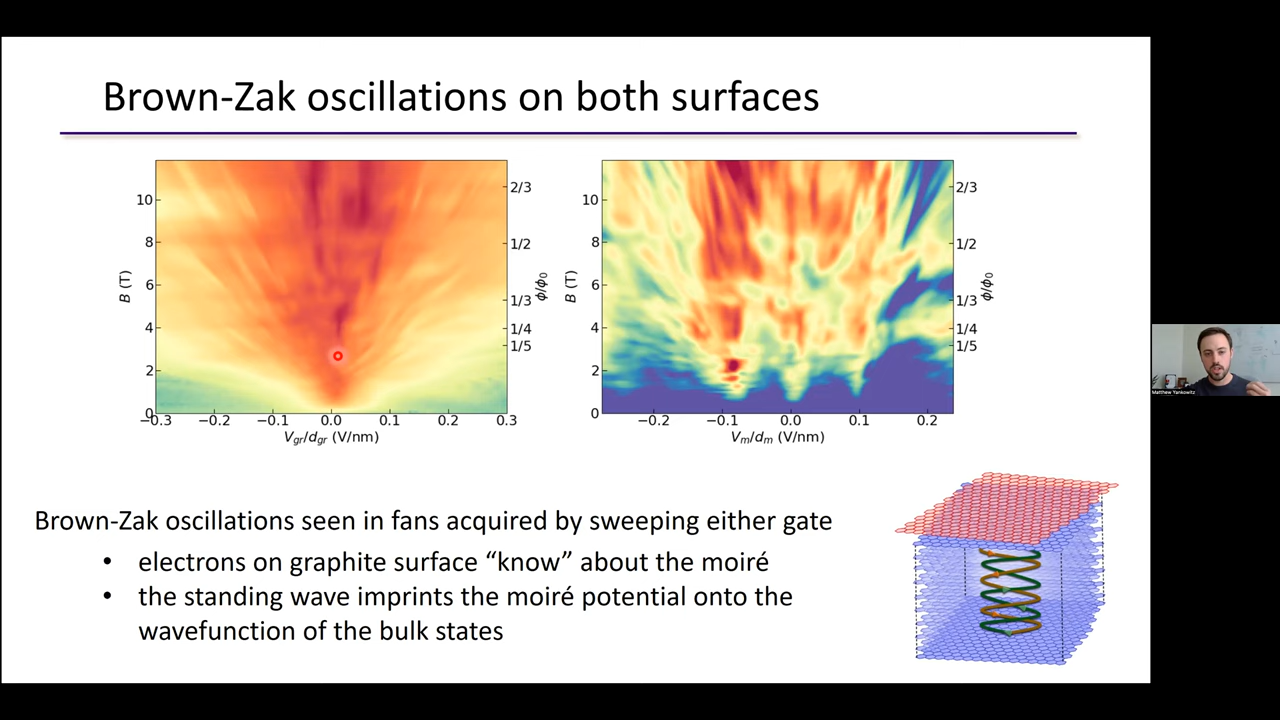 Brown-Zak oscillations on both surfaces
10
8
6
4
2
0
B (T)
−0.3
−0.2
−0.1
0.0
0.1
0.2
0.3
Vgr/dgr (V/nm)
2/3
1/2
1/3
1/4
1/5
ϕ/ϕ0
10
8
6
4
2
0
B (T)
−0.2
−0.1
0.0
0.1
0.2
Vm/dm (V/nm)
2/3
1/2
1/3
1/4
1/5
ϕ/ϕ0
Matthew Yankowitz
Brown-Zak oscillations seen in fans acquired by sweeping either gate
• electrons on graphite surface “know” about the moiré
• the standing wave imprints the moiré potential onto the
wavefunction of the bulk states